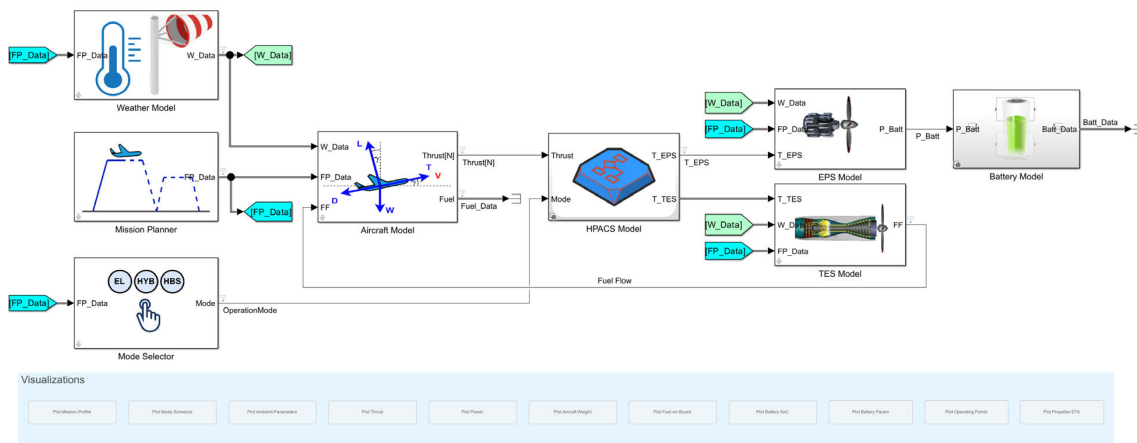 [FP_Data]
FP_Data
W_Data
[W_Data]
Weather Model
FP_Data
[FP_Data]
Mission Planner
[FP_Data]
FP_Data
EL
HYB
HBS
Mode
OperationMode
Mode Selector
W_Data
FP_Data
FF
L
T
V
D
W
γ
γ
Thrust[N]
Thrust[N]
Fuel
Fuel_Data
Aircraft Model
Thrust
Mode
T_EPS
T_EPS
T_TES
HPACS Model
[W_Data]
[FP_Data]
W_Data
FP_Data
T_EPS
P_Batt
P_Batt
EPS Model
T_TES
[W_Data]
W_Data
[FP_Data]
FP_Data
FF
TES Model
Fuel Flow
P_Batt
Batt_Data
Batt_Data
Battery Model
Visualizations
Plot Mission Profile
Plot Mode Schedule
Plot Ambient Parameters
Plot Thrust
Plot Power
Plot Aircraft Weight
Plot Fuel-on-Board
Plot Battery SoC
Plot Battery Param
Plot Operating Points
Plot Propeller ETA